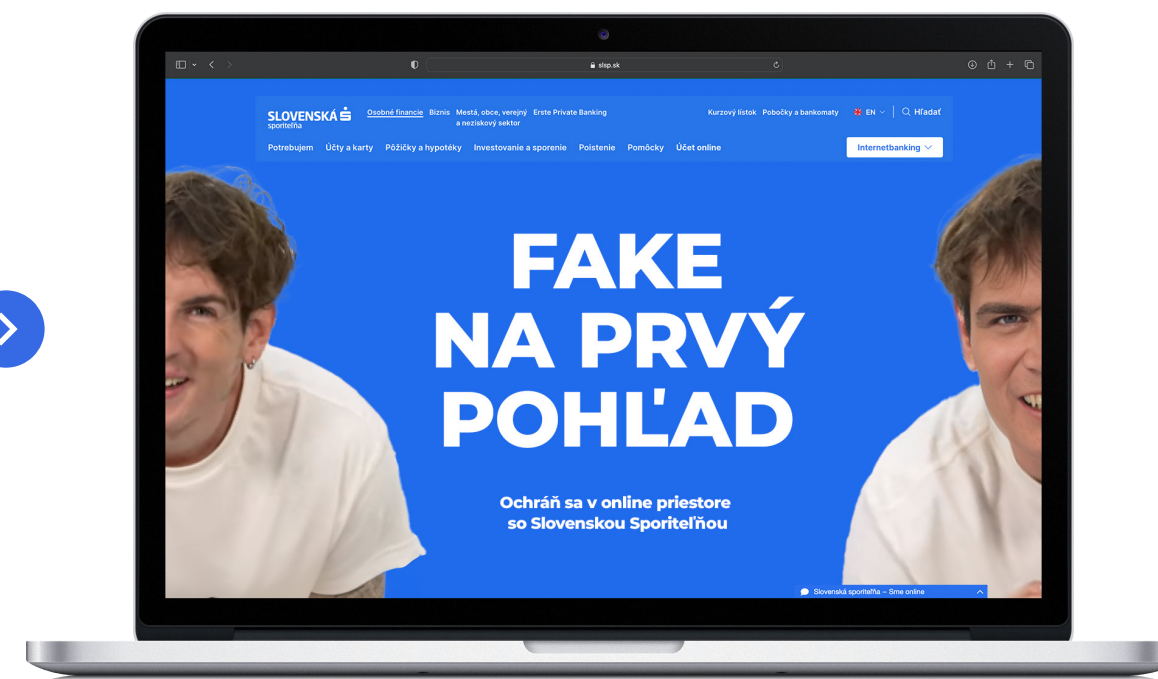 slsp.sk
SLOVENSKÁ
sporiteľňa
Osobné financie Biznis Mestá, obce, verejný Erste Private Banking
a neziskový sektor
Kurzový lístok Pobočky a bankomaty EN Hľadať
Potrebujem Účty a karty Pôžičky a hypotéky Investovanie a sporenie Poistenie Pomôcky Účet online
Internetbanking
FAKE
NA PRVÝ
POHĽAD
Ochráň sa v online priestore
so Slovenskou Sporiteľňou
Slovenská sporiteľňa – Sme online